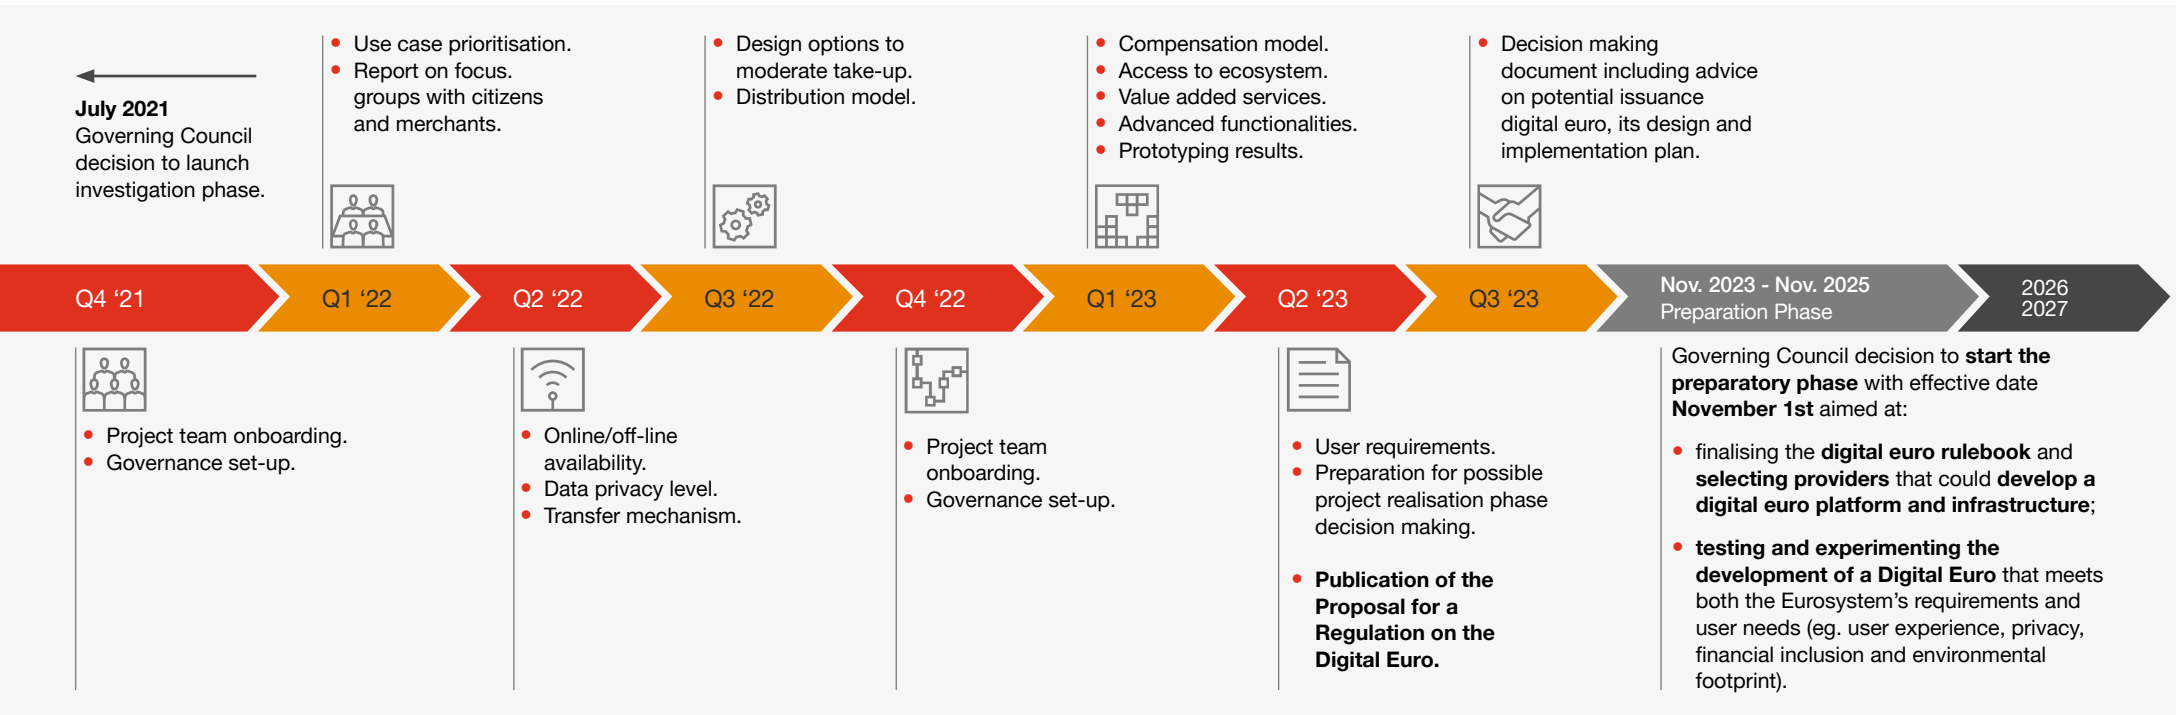 July 2021
Governing Council
decision to launch
investigation phase.
• Use case prioritisation.
• Report on focus.
groups with citizens
and merchants.
• Design options to
moderate take-up.
• Distribution model.
• Compensation model.
• Access to ecosystem.
• Value added services.
• Advanced functionalities.
• Prototyping results.
• Decision making
document including advice
on potential issuance
digital euro, its design and
implementation plan.
Q4 ‘21
Q1 ‘22
Q2 ‘22
Q3 ‘22
Q4 ‘22
Q1 ‘23
Q2 ‘23
Q3 ‘23
Nov. 2023 - Nov. 2025
Preparation Phase
2026
2027
• Project team onboarding.
• Governance set-up.
• Online/off-line
availability.
• Data privacy level.
• Transfer mechanism.
• Project team
onboarding.
• Governance set-up.
• User requirements.
• Preparation for possible
project realisation phase
decision making.
• Publication of the
Proposal for a
Regulation on the
Digital Euro.
Governing Council decision to start the
preparatory phase with effective date
November 1st aimed at:
• finalising the digital euro rulebook and
selecting providers that could develop a
digital euro platform and infrastructure;
• testing and experimenting the
development of a Digital Euro that meets
both the Eurosystem’s requirements and
user needs (eg. user experience, privacy,
financial inclusion and environmental
footprint).